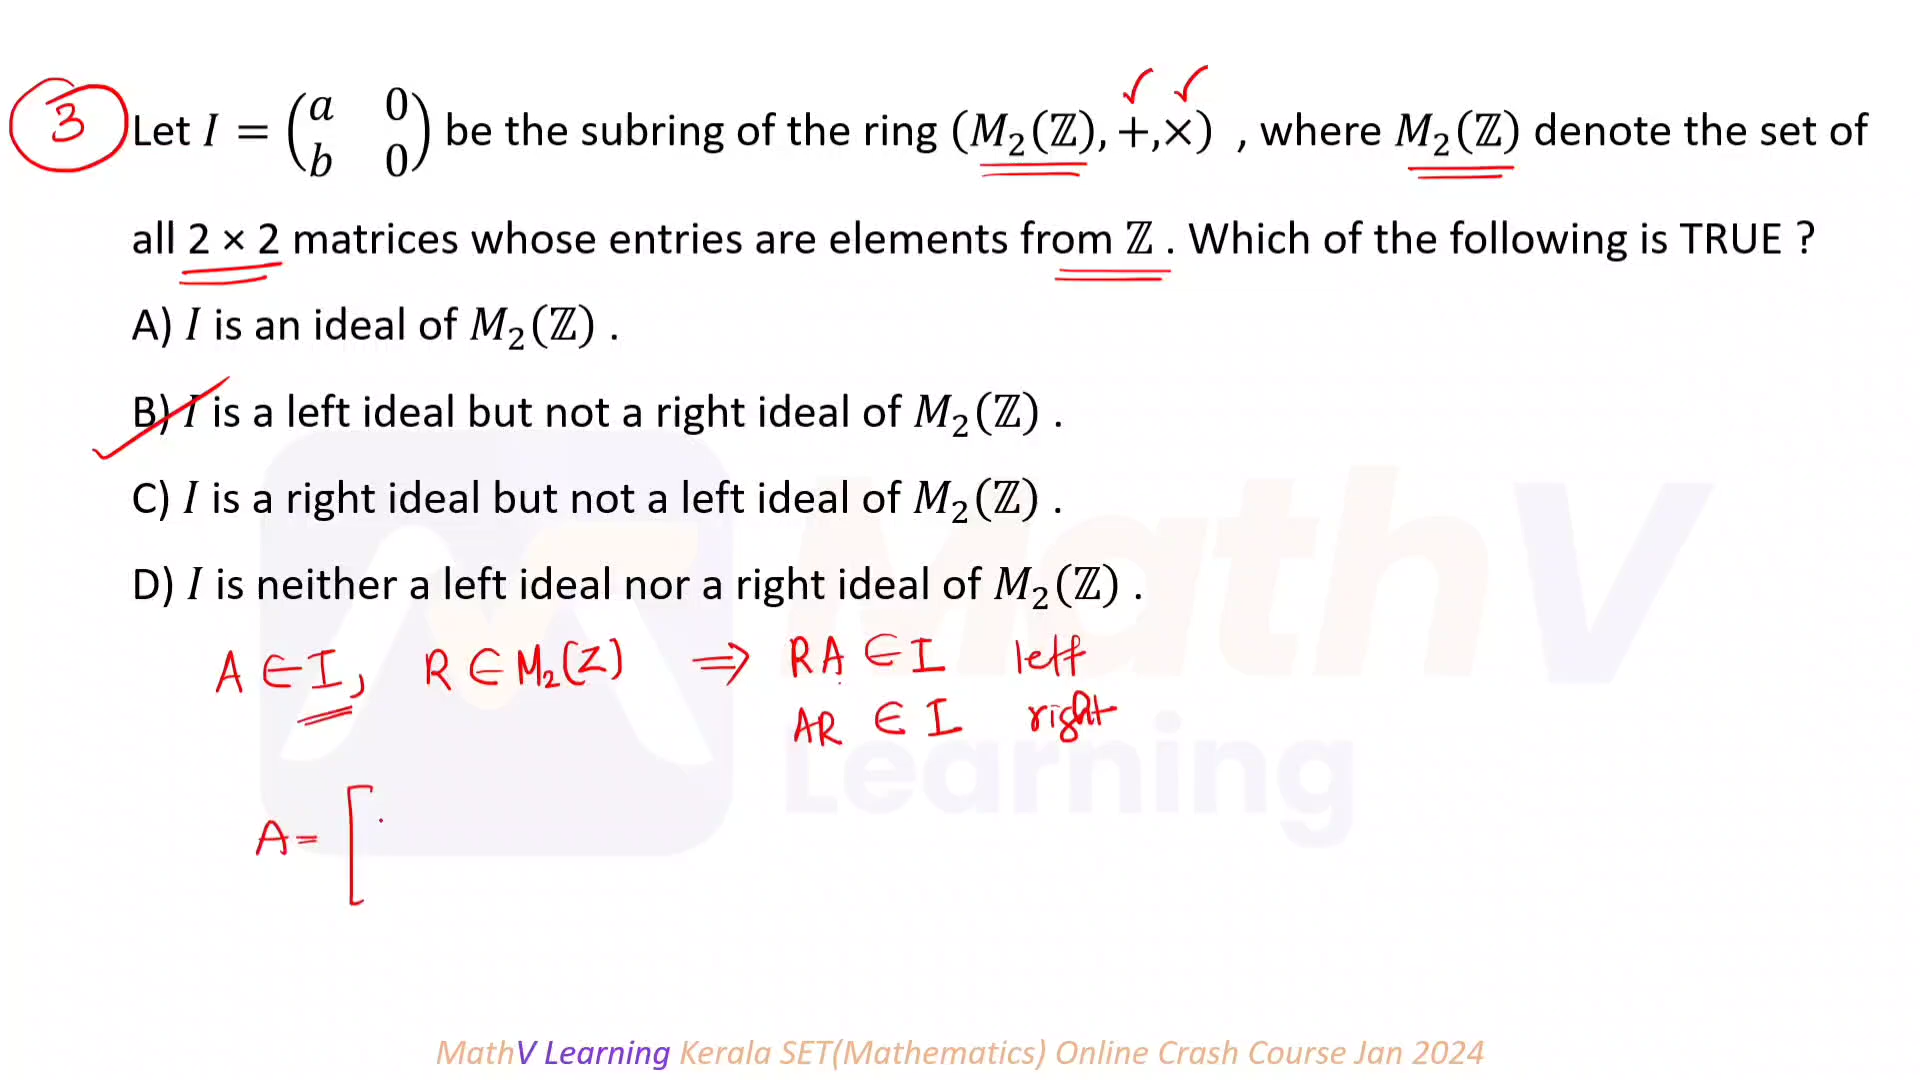 3 Let I = (a 0
b 0) be the subring of the ring (M₂(ℤ), +,×) , where M₂(ℤ) denote the set of
all 2 × 2 matrices whose entries are elements from ℤ . Which of the following is TRUE ?
A) I is an ideal of M₂(ℤ) .
B) I is a left ideal but not a right ideal of M₂(ℤ) .
C) I is a right ideal but not a left ideal of M₂(ℤ) .
D) I is neither a left ideal nor a right ideal of M₂(ℤ) .
A ∈ I, R ∈ M₂(Z) ⇒ RA ∈ I left
AR ∈ I right
A = [
MathV
Learning
MathV Learning Kerala SET(Mathematics) Online Crash Course Jan 2024